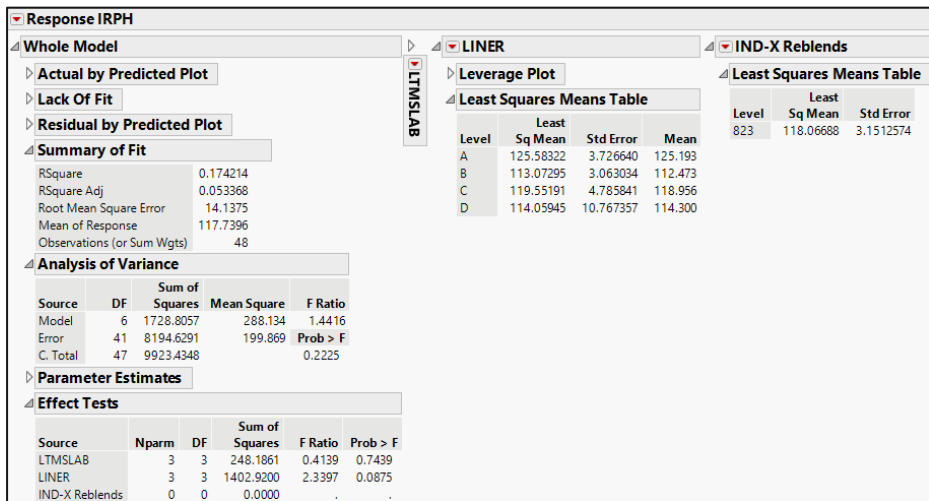 Response IRPH
Whole Model
Actual by Predicted Plot
Lack Of Fit
Residual by Predicted Plot
Summary of Fit
RSquare 0.174214
RSquare Adj 0.053368
Root Mean Square Error 14.1375
Mean of Response 117.7396
Observations (or Sum Wgts) 48
Analysis of Variance
Sum of
Source DF Squares Mean Square F Ratio
Model 6 1728.8057 288.134 1.4416
Error 41 8194.6291 199.869 Prob > F
C. Total 47 9923.4348 0.2225
Parameter Estimates
Effect Tests
Sum of
Source Nparm DF Squares F Ratio Prob > F
LTMSLAB 3 3 248.1861 0.4139 0.7439
LINER 3 3 1402.9200 2.3397 0.0875
IND-X Reblends 0 0 0.0000 . .
LTMSLAB
LINER
Leverage Plot
Least Squares Means Table
Least
Level Sq Mean Std Error Mean
A 125.58322 3.726640 125.193
B 113.07295 3.063034 112.473
C 119.55191 4.785841 118.956
D 114.05945 10.767357 114.300
IND-X Reblends
Least Squares Means Table
Least
Level Sq Mean Std Error
823 118.06688 3.1512574